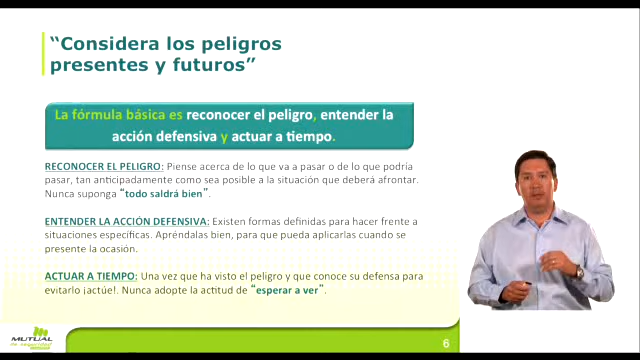 “Considera los peligros
presentes y futuros”
La fórmula básica es reconocer el peligro, entender la
acción defensiva y actuar a tiempo.
RECONOCER EL PELIGRO: Piense acerca de lo que va a pasar o de lo que podría
pasar, tan anticipadamente como sea posible a la situación que deberá afrontar.
Nunca suponga “todo saldrá bien”.
ENTENDER LA ACCIÓN DEFENSIVA: Existen formas definidas para hacer frente a
situaciones específicas. Apréndalas bien, para que pueda aplicarlas cuando se
presente la ocasión.
ACTUAR A TIEMPO: Una vez que ha visto el peligro y que conoce su defensa para
evitarlo ¡actúe!. Nunca adopte la actitud de “esperar a ver”.
MUTUAL
de seguridad
6